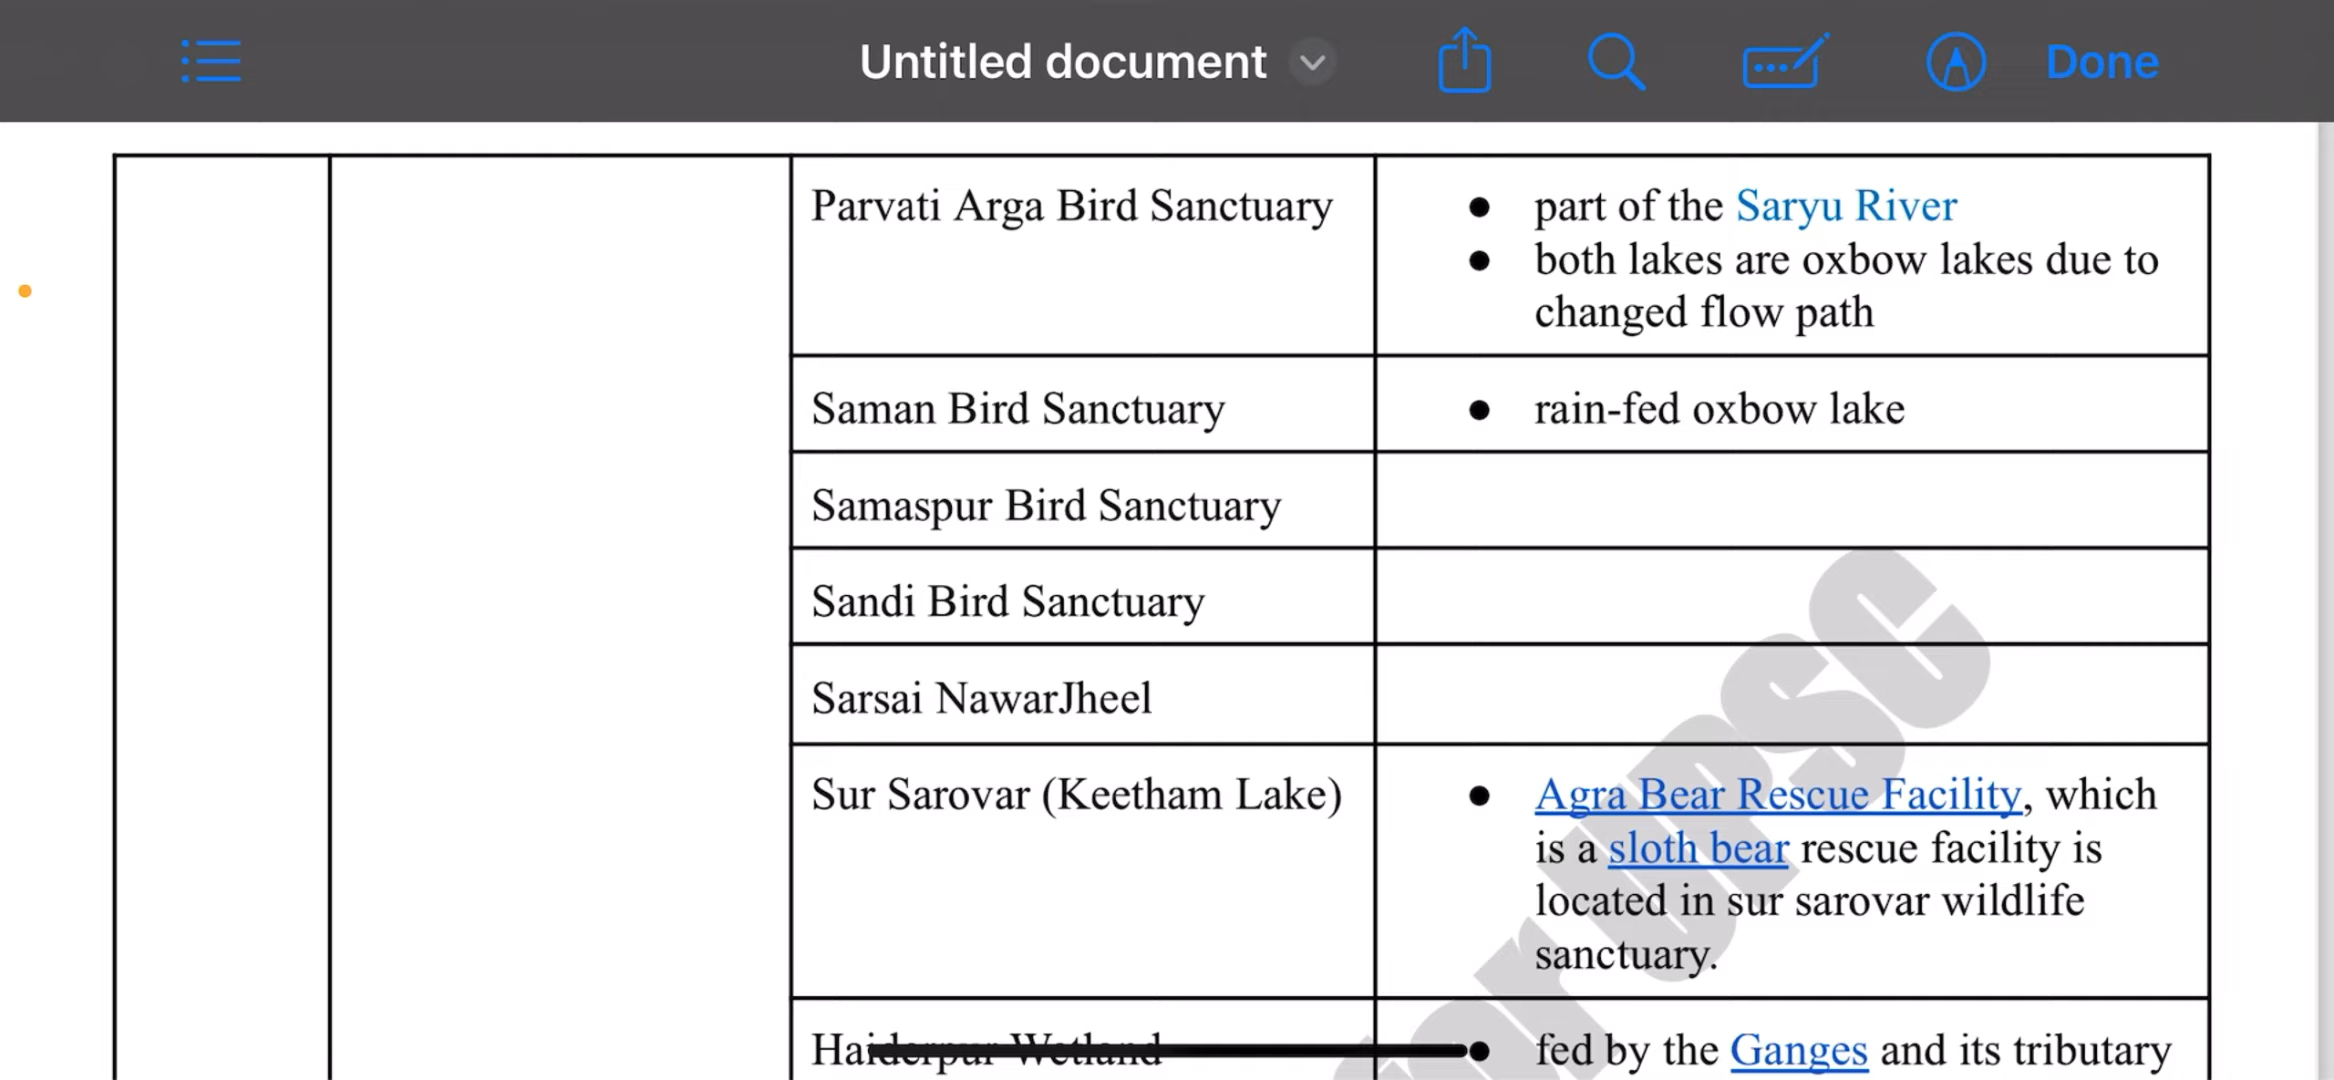 Untitled document
Done
Parvati Arga Bird Sanctuary
part of the Saryu River
both lakes are oxbow lakes due to
changed flow path
Saman Bird Sanctuary
rain-fed oxbow lake
Samaspur Bird Sanctuary
Sandi Bird Sanctuary
Sarsai NawarJheel
Sur Sarovar (Keetham Lake)
Agra Bear Rescue Facility, which
is a sloth bear rescue facility is
located in sur sarovar wildlife
sanctuary.
Haiderpur Wetland
fed by the Ganges and its tributary
for UPSC